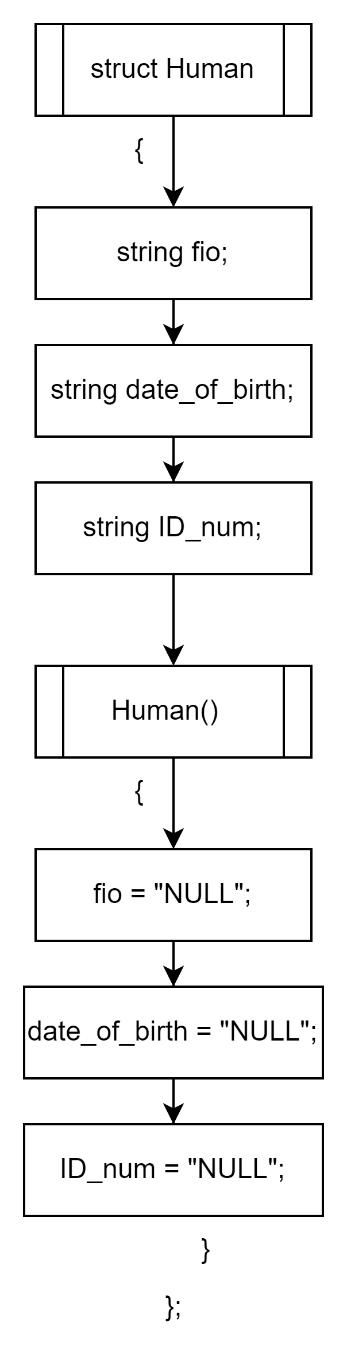 struct Human
{
string fio;
string date_of_birth;
string ID_num;
Human()
{
fio = "NULL";
date_of_birth = "NULL";
ID_num = "NULL";
}
};